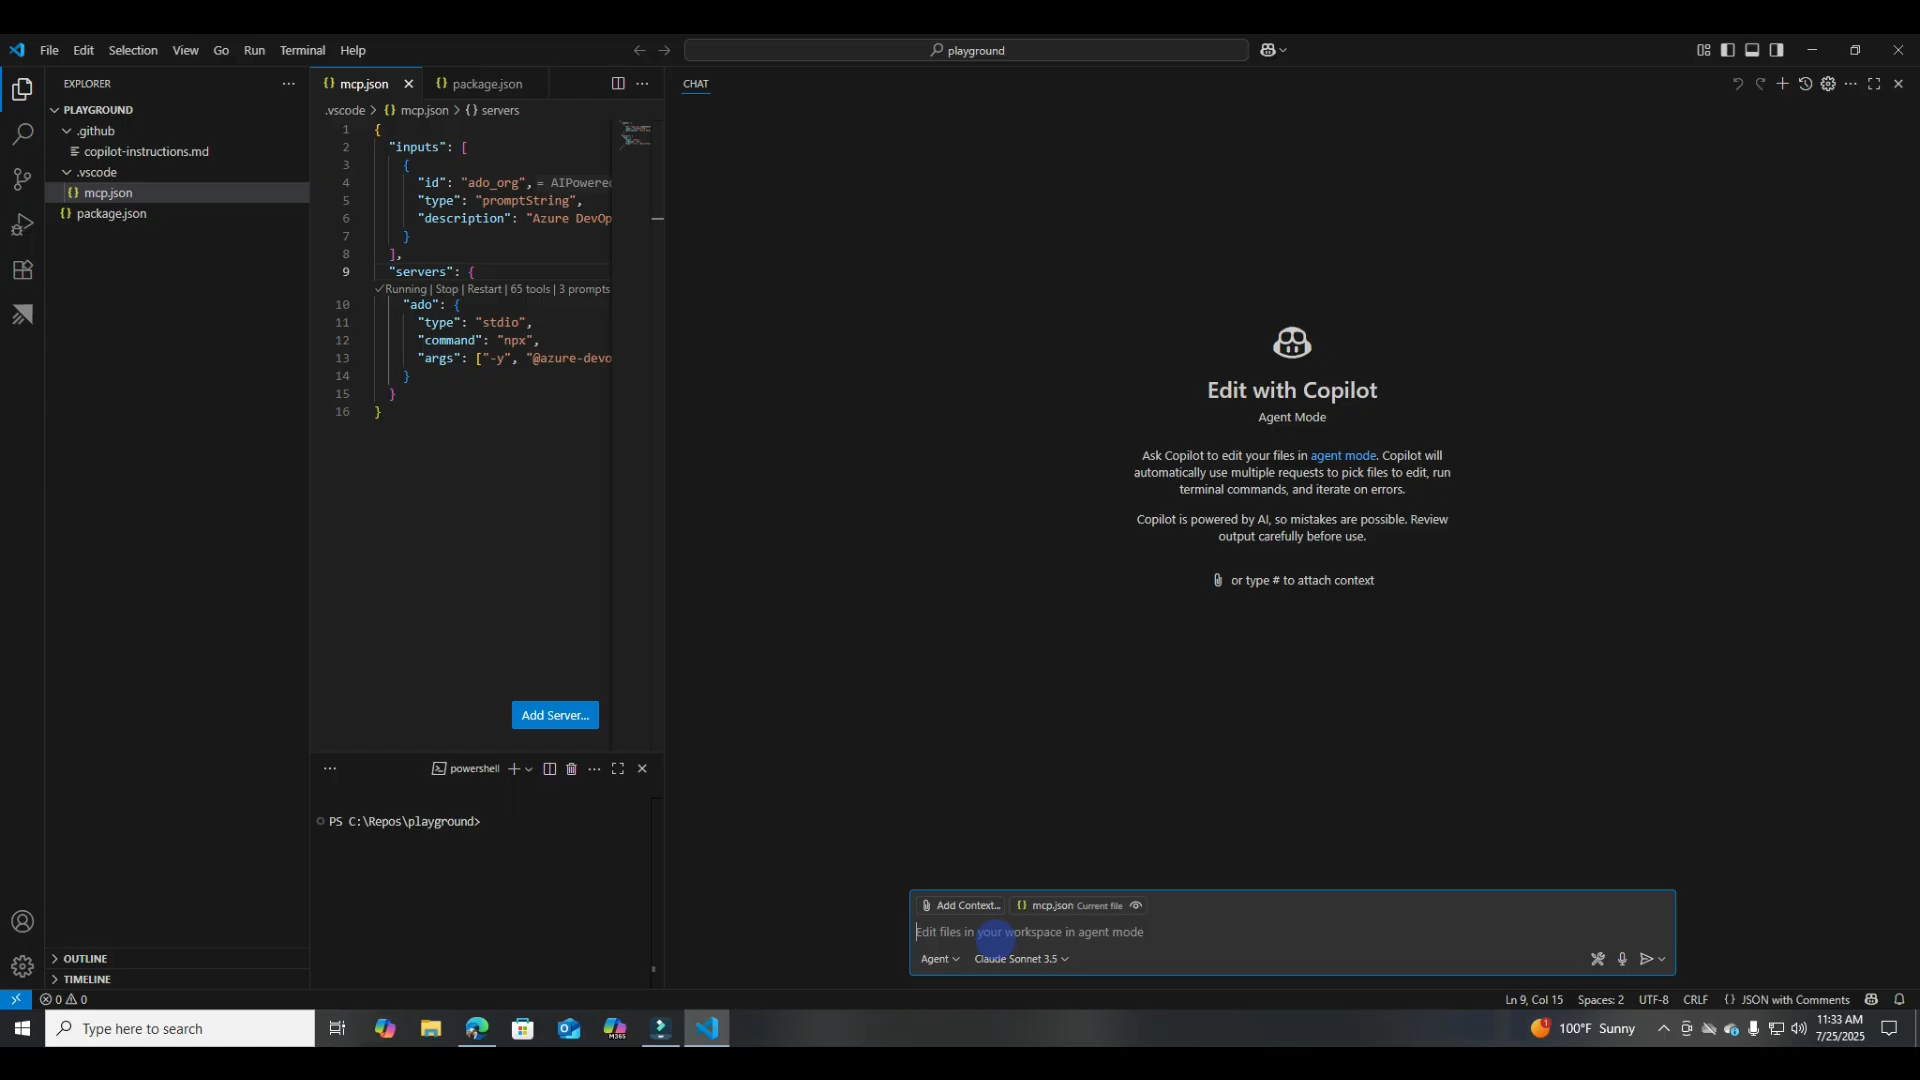 File Edit Selection View Go Run Terminal Help
playground
EXPLORER
PLAYGROUND
.github
copilot-instructions.md
.vscode
mcp.json
package.json
OUTLINE
TIMELINE
mcp.json package.json
.vscode > {} mcp.json > {} servers
1 {
2 "inputs": [
3 {
4 "id": "ado_org", = AIPowered
5 "type": "promptString",
6 "description": "Azure DevOp
7 }
8 ],
9 "servers": {
✓Running | Stop | Restart | 65 tools | 3 prompts
10 "ado": {
11 "type": "stdio",
12 "command": "npx",
13 "args": ["-y", "@azure-devo
14 }
15 }
16 }
Add Server...
powershell
PS C:\Repos\playground>
CHAT
Edit with Copilot
Agent Mode
Ask Copilot to edit your files in agent mode. Copilot will
automatically use multiple requests to pick files to edit, run
terminal commands, and iterate on errors.
Copilot is powered by AI, so mistakes are possible. Review
output carefully before use.
or type # to attach context
Add Context... {} mcp.json Current file
Edit files in your workspace in agent mode
Agent Claude Sonnet 3.5
0 0
Ln 9, Col 15 Spaces: 2 UTF-8 CRLF {} JSON with Comments
Type here to search
M365
1 100°F Sunny
11:33 AM
7/25/2025